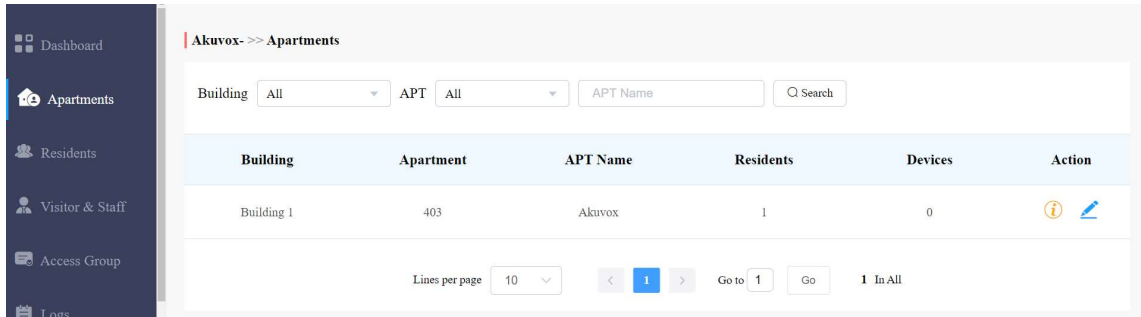 Dashboard
Apartments
Residents
Visitor & Staff
Access Group
Logs
Akuvox- >> Apartments
Building All APT All APT Name Search
Building Apartment APT Name Residents Devices Action
Building 1 403 Akuvox 1 0
Lines per page 10 < 1 > Go to 1 Go 1 In All